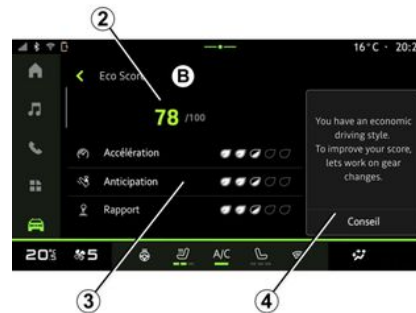 2
16°C · 20:2
Eco Score
B
78 /100
Accélération
Anticipation
Rapport
You have an economic
driving style.
To improve your score,
lets work on gear
changes.
Conseil
20°5
5
A/C
3
4